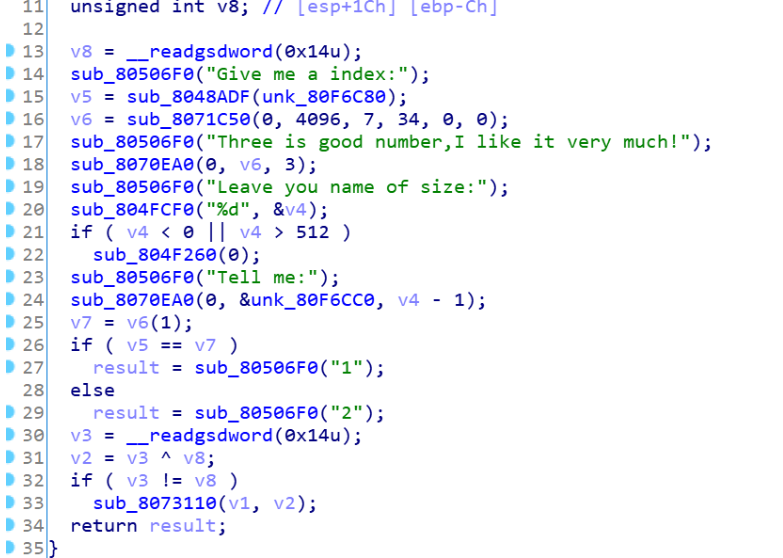 11 unsigned int v8; // [esp+1Ch] [ebp-Ch]
12
13 v8 = __readgsdword(0x14u);
14 sub_80506F0("Give me a index:");
15 v5 = sub_8048ADF(unk_80F6C80);
16 v6 = sub_8071C50(0, 4096, 7, 34, 0, 0);
17 sub_80506F0("Three is good number,I like it very much!");
18 sub_8070EA0(0, v6, 3);
19 sub_80506F0("Leave you name of size:");
20 sub_804FCF0("%d", &v4);
21 if ( v4 < 0 || v4 > 512 )
22 sub_804F260(0);
23 sub_80506F0("Tell me:");
24 sub_8070EA0(0, &unk_80F6CC0, v4 - 1);
25 v7 = v6(1);
26 if ( v5 == v7 )
27 result = sub_80506F0("1");
28 else
29 result = sub_80506F0("2");
30 v3 = __readgsdword(0x14u);
31 v2 = v3 ^ v8;
32 if ( v3 != v8 )
33 sub_8073110(v1, v2);
34 return result;
35 }